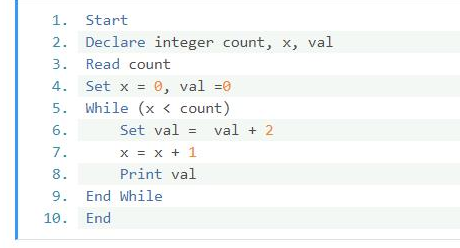 1. Start
2. Declare integer count, x, val
3. Read count
4. Set x = 0, val =0
5. While (x < count)
6. Set val = val + 2
7. x = x + 1
8. Print val
9. End While
10. End